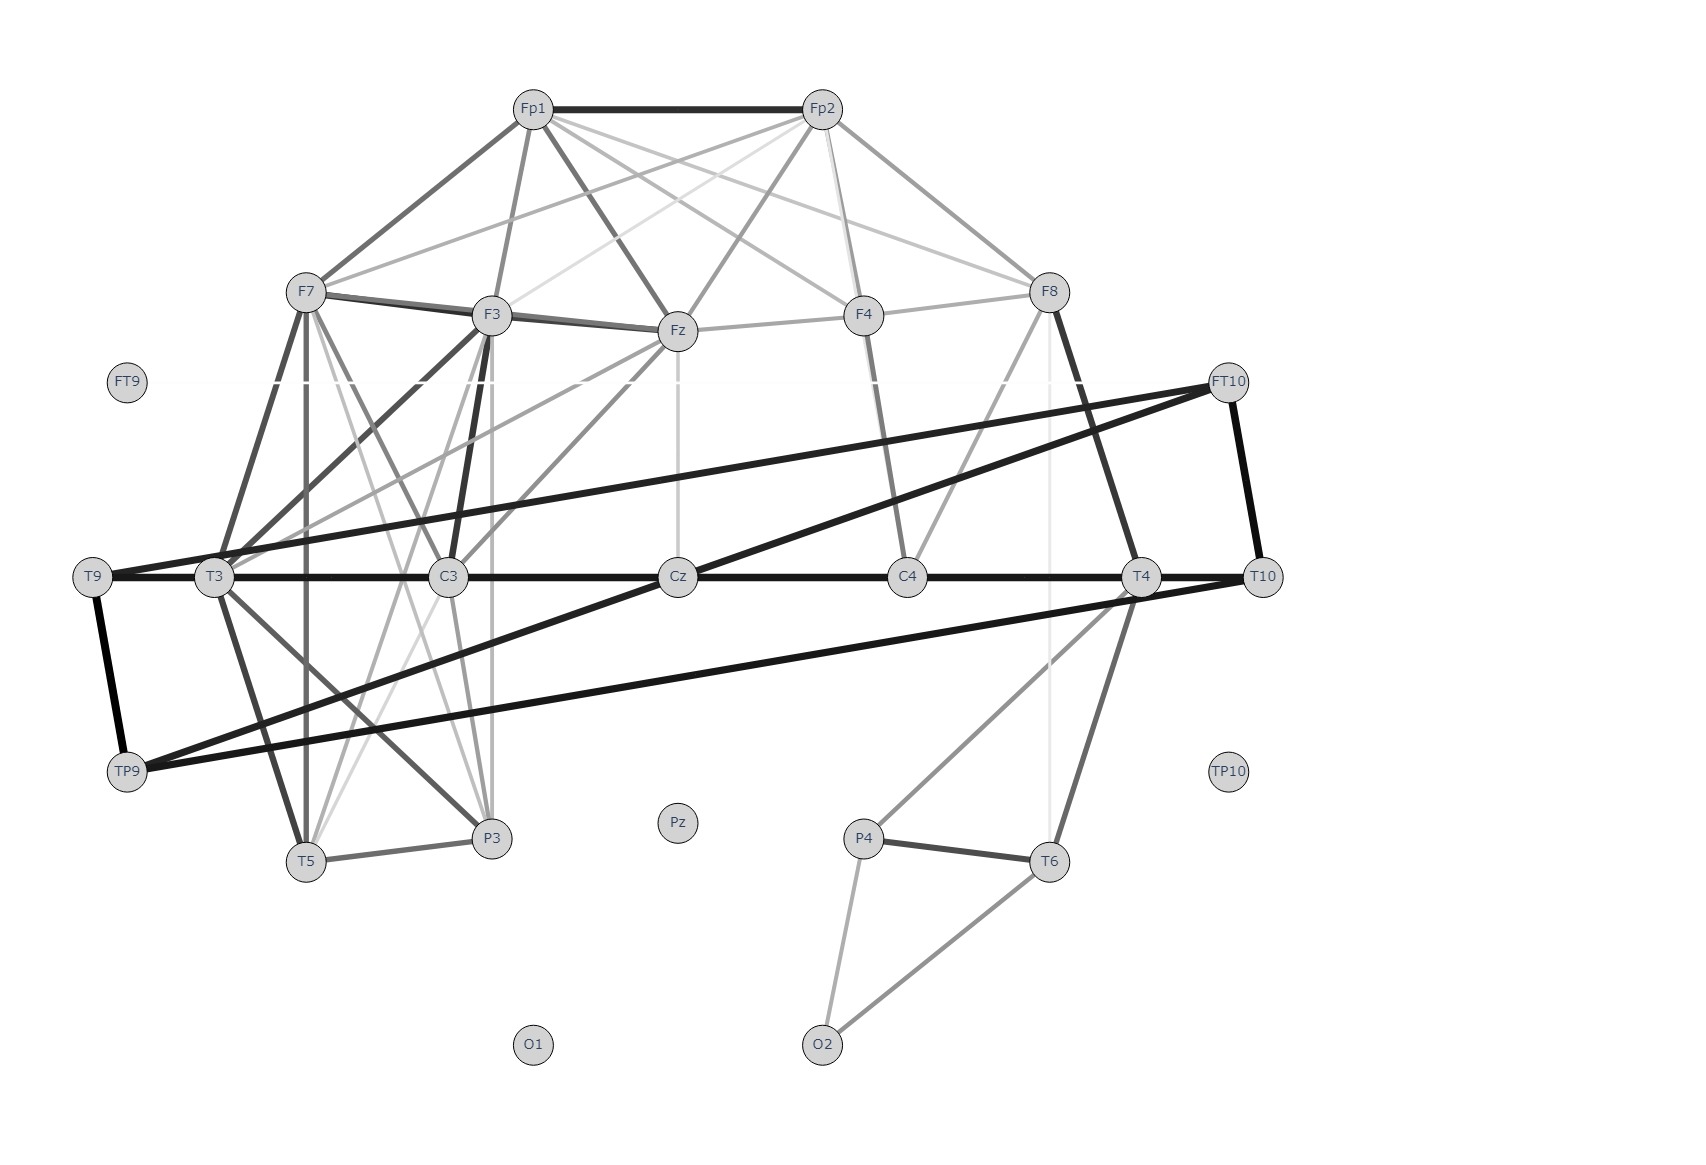 Fp1 Fp2
F7 F3 Fz F4 F8
FT9 FT10
T9 T3 C3 Cz C4 T4 T10
TP9 TP10
T5 P3 Pz P4 T6
O1 O2